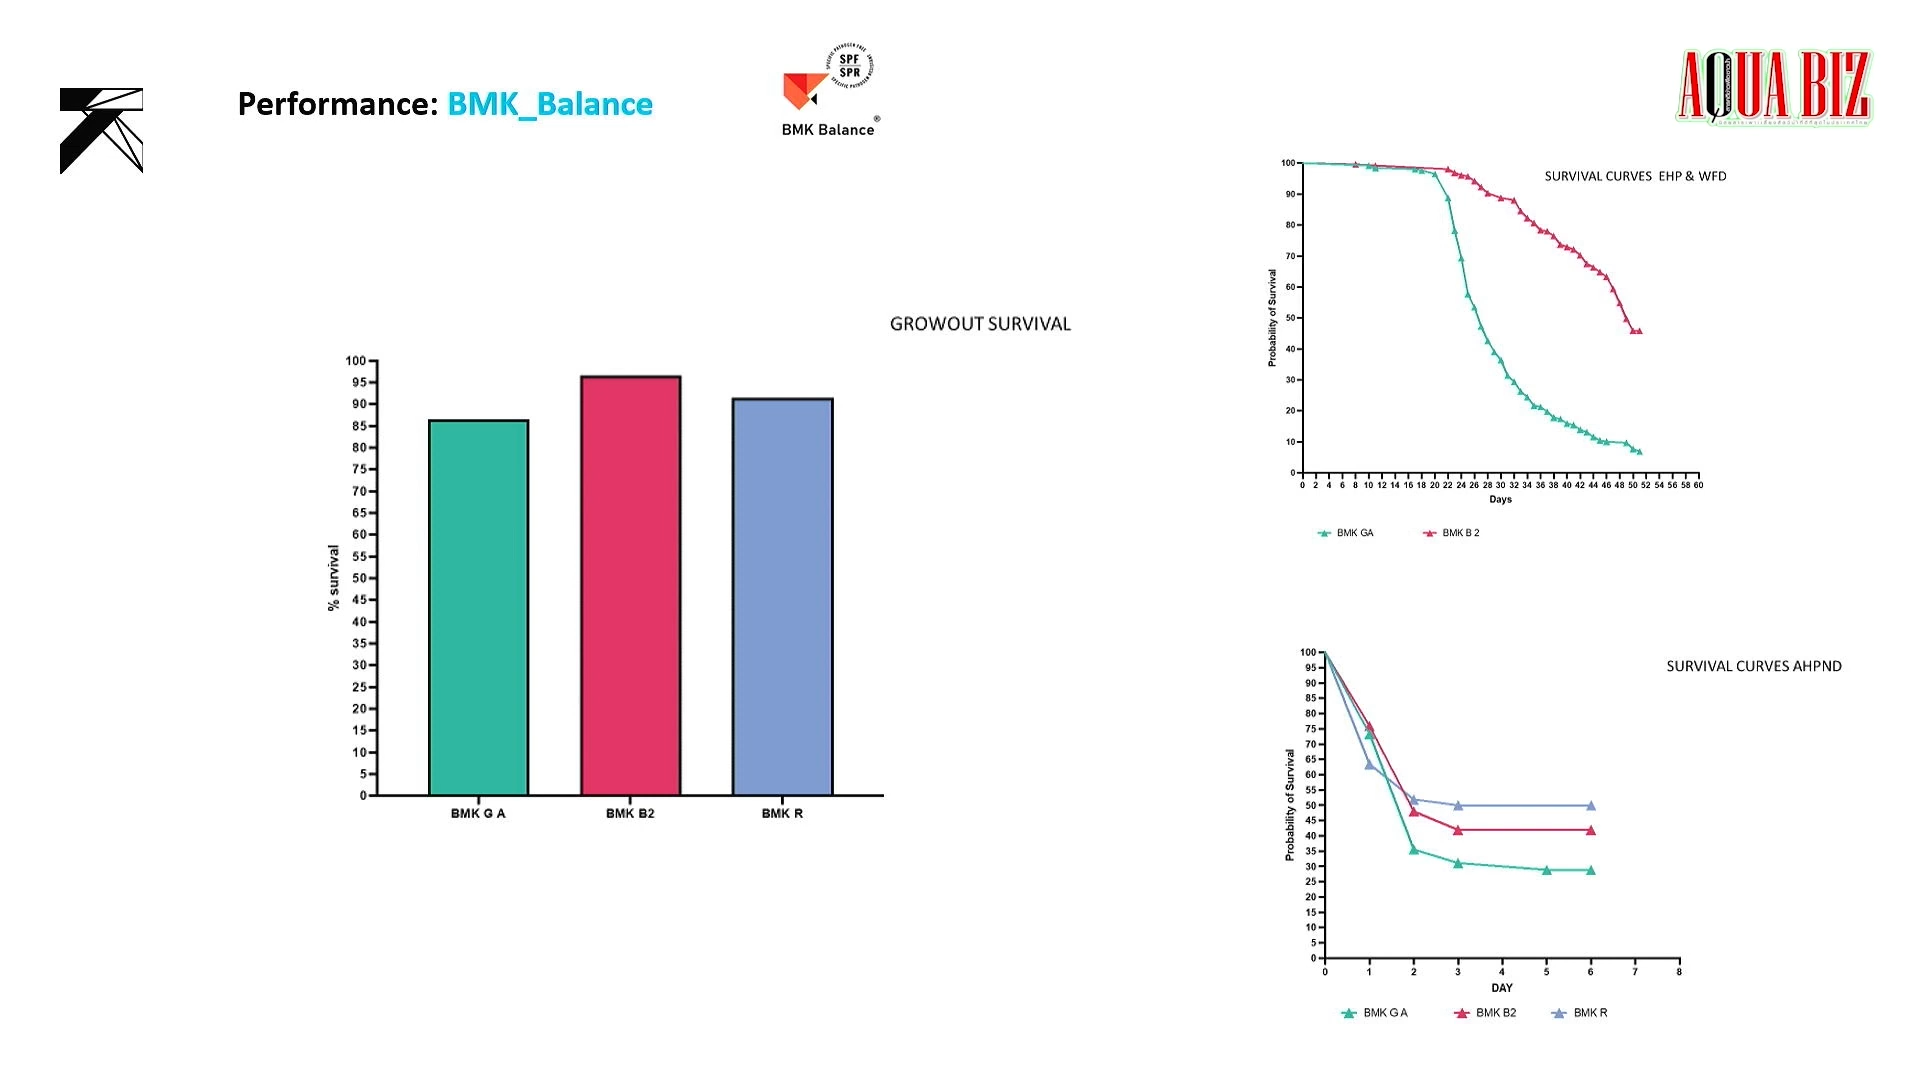 Performance: BMK_Balance
SPECIFIC PATHOGEN FREE
SPF
SPR
BMK Balance®
AQUA BIZ
GROWOUT SURVIVAL
% survival
100
95
90
85
80
75
70
65
60
55
50
45
40
35
30
25
20
15
10
5
0
BMK G A BMK B2 BMK R
SURVIVAL CURVES EHP & WFD
Probability of Survival
100
90
80
70
60
50
40
30
20
10
0
0 2 4 6 8 10 12 14 16 18 20 22 24 26 28 30 32 34 36 38 40 42 44 46 48 50 52 54 56 58 60
Days
BMK GA BMK B 2
SURVIVAL CURVES AHPND
Probability of Survival
100
95
90
85
80
75
70
65
60
55
50
45
40
35
30
25
20
15
10
5
0
0 1 2 3 4 5 6 7 8
DAY
BMK G A BMK B2 BMK R